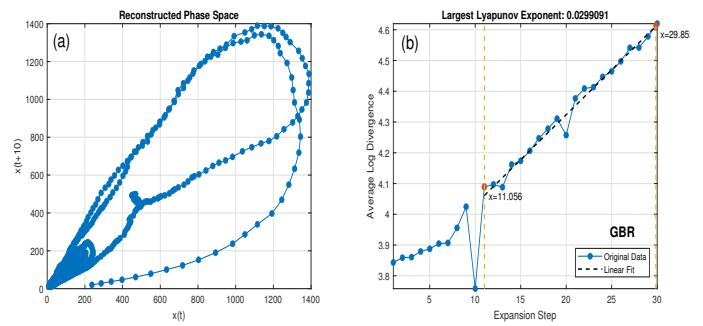 Reconstructed Phase Space
(a)
1400
1200
1000
800
600
400
200
0
0 200 400 600 800 1000 1200 1400
x(t+10)
x(t)
Largest Lyapunov Exponent: 0.0299091
(b)
4.6
4.5
4.4
4.3
4.2
4.1
4
3.9
3.8
5 10 15 20 25 30
Average Log Divergence
Expansion Step
x=29.85
x=11.056
GBR
Original Data
Linear Fit